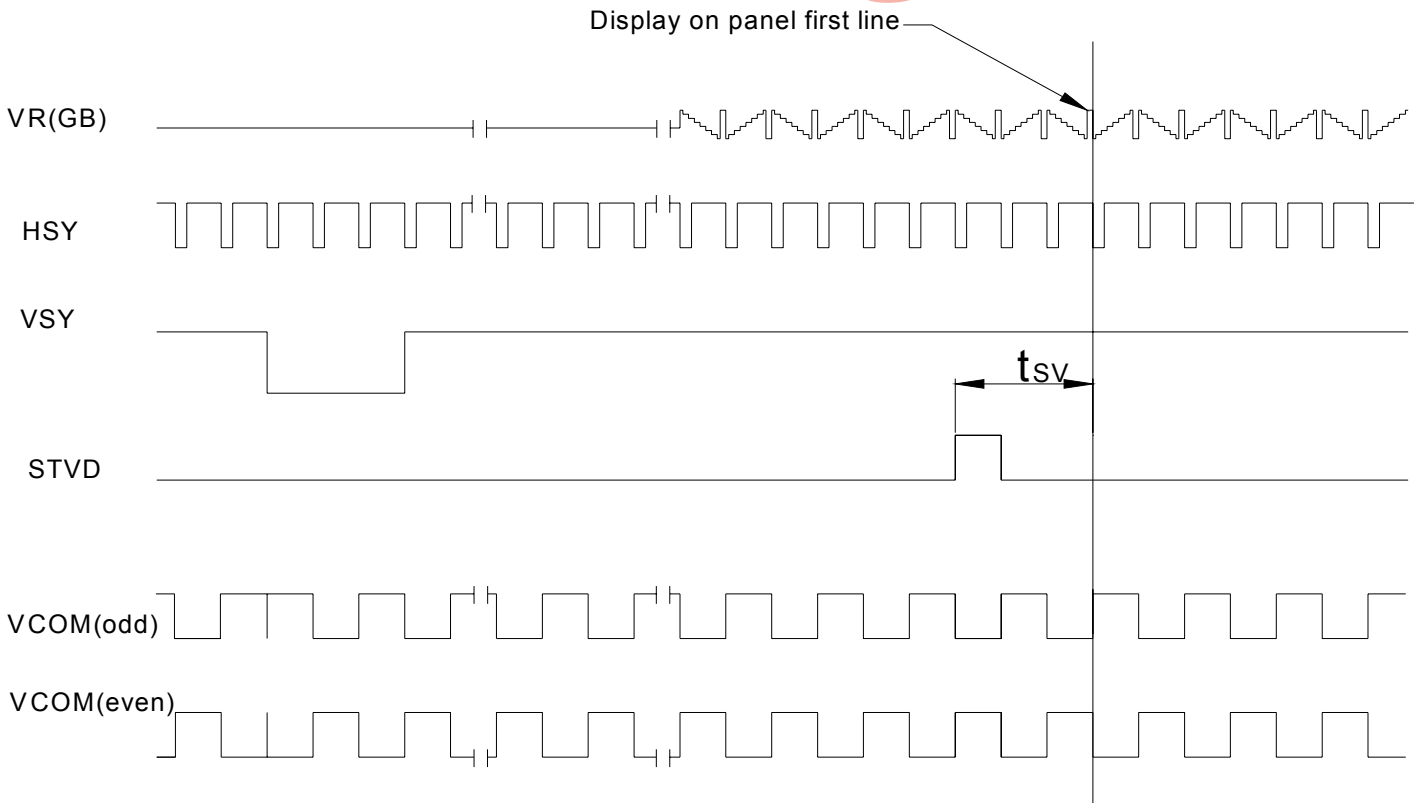 Display on panel first line
VR(GB)
HSY
VSY
tSV
STVD
VCOM(odd)
VCOM(even)